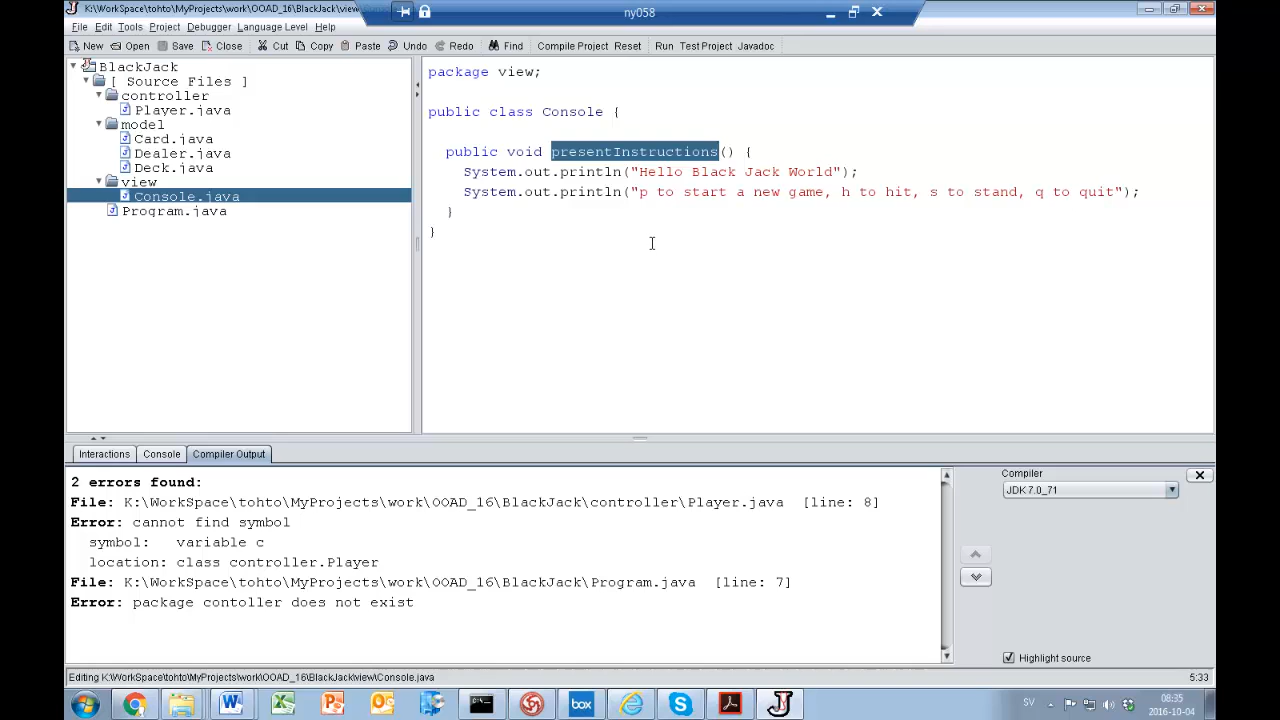 K:\WorkSpace\tohto\MyProjects\work\OOAD_16\BlackJack\view
ny058
File Edit Tools Project Debugger Language Level Help
New Open Save Close Cut Copy Paste Undo Redo Find Compile Project Reset Run Test Project Javadoc
BlackJack
[ Source Files ]
controller
Player.java
model
Card.java
Dealer.java
Deck.java
view
Console.java
Program.java
package view;
public class Console {
public void presentInstructions() {
System.out.println("Hello Black Jack World");
System.out.println("p to start a new game, h to hit, s to stand, q to quit");
}
}
Interactions Console Compiler Output
2 errors found:
File: K:\WorkSpace\tohto\MyProjects\work\OOAD_16\BlackJack\controller\Player.java [line: 8]
Error: cannot find symbol
symbol: variable c
location: class controller.Player
File: K:\WorkSpace\tohto\MyProjects\work\OOAD_16\BlackJack\Program.java [line: 7]
Error: package contoller does not exist
Compiler
JDK 7.0_71
Highlight source
Editing K:\WorkSpace\tohto\MyProjects\work\OOAD_16\BlackJack\view\Console.java
5:33
box
SV
08:35
2016-10-04